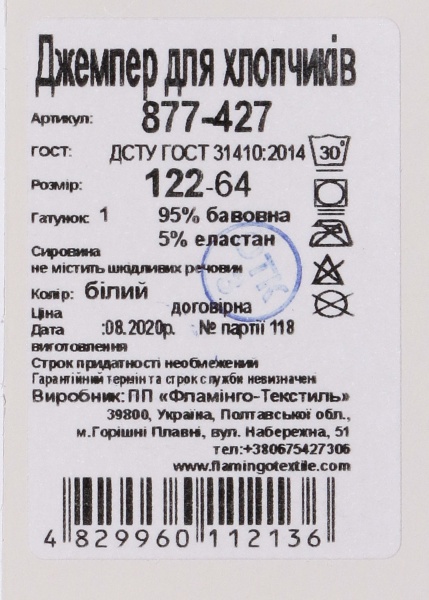 Джемпер для хлопчиків
Артикул: 877-427
ГОСТ: ДСТУ ГОСТ 31410:2014
30°
Розмір: 122-64
Гатунок: 1 95% бавовна
5% еластан
Сировина
не містить шкідливих речовин
ОТК
Колір: білий
Ціна договірна
Дата :08.2020р. № партії 118
виготовлення
Строк придатності необмежений
Гарантійний термін та строк служби невизначені
Виробник: ПП «Фламінго-Текстиль»
39800, Україна, Полтавської обл.,
м.Горішні Плавні, вул. Набережна, 51
тел:+380675427306
www.flamingotextile.com
4 829960 112136